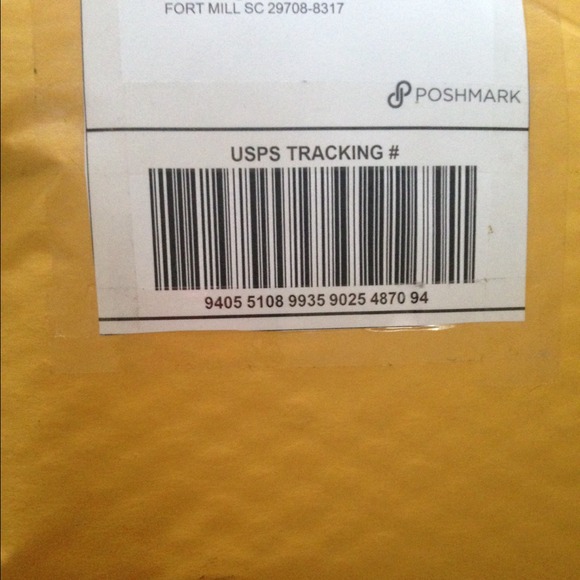 FORT MILL SC 29708-8317
POSHMARK
USPS TRACKING #
9405 5108 9935 9025 4870 94